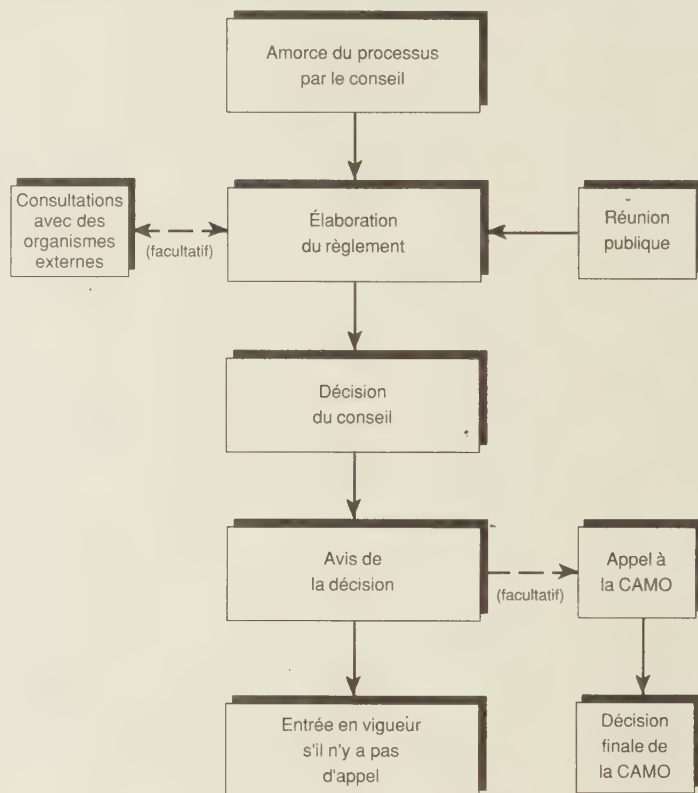 Amorce du processus
par le conseil
Consultations
avec des
organismes
externes
(facultatif)
Élaboration
du règlement
Réunion
publique
Décision
du conseil
Avis de
la décision
(facultatif)
Appel à
la CAMO
Entrée en vigueur
s'il n'y a pas
d'appel
Décision
finale de
la CAMO